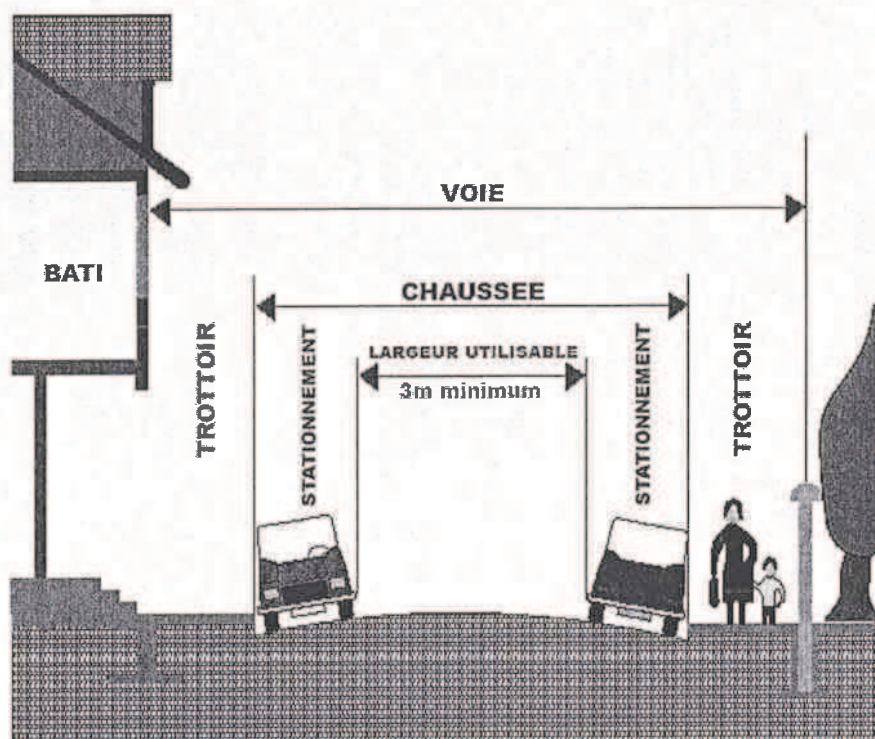 VOIE
BATI
CHAUSSEE
LARGEUR UTILISABLE
3m minimum
TROTTOIR
STATIONNEMENT
STATIONNEMENT
TROTTOIR